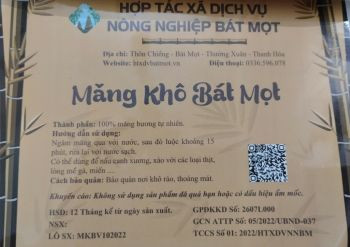 HỢP TÁC XÃ DỊCH VỤ
NÔNG NGHIỆP BÁT MỌT
Địa chỉ: Thôn Chiềng - Bát Mọt - Thường Xuân - Thanh Hóa
Website: htxdvbatmot.vn Điện thoại: 0336.596.078
Măng Khô Bát Mọt
Thành phần: 100% măng hương tự nhiên.
Hướng dẫn sử dụng:
Ngâm măng qua với nước, sau đó luộc khoảng 15
phút, rửa lại với nước sạch.
Có thể dùng để nấu canh xương, xào với các loại thịt,
lòng mề gà, miến ...
Cách bảo quản: Bảo quản nơi khô ráo, thoáng mát.
Khuyến cáo: Không sử dụng sản phẩm đã quá hạn hoặc có dấu hiệu ẩm mốc.
HSD: 12 Tháng kể từ ngày sản xuất. GPĐKKD Số: 26071.000
NSX: GCN ATTP Số: 05/2022/UBND-037
LÔ SX: MKBV102022 TCCS Số 01: 2022/HTXDVNNBM